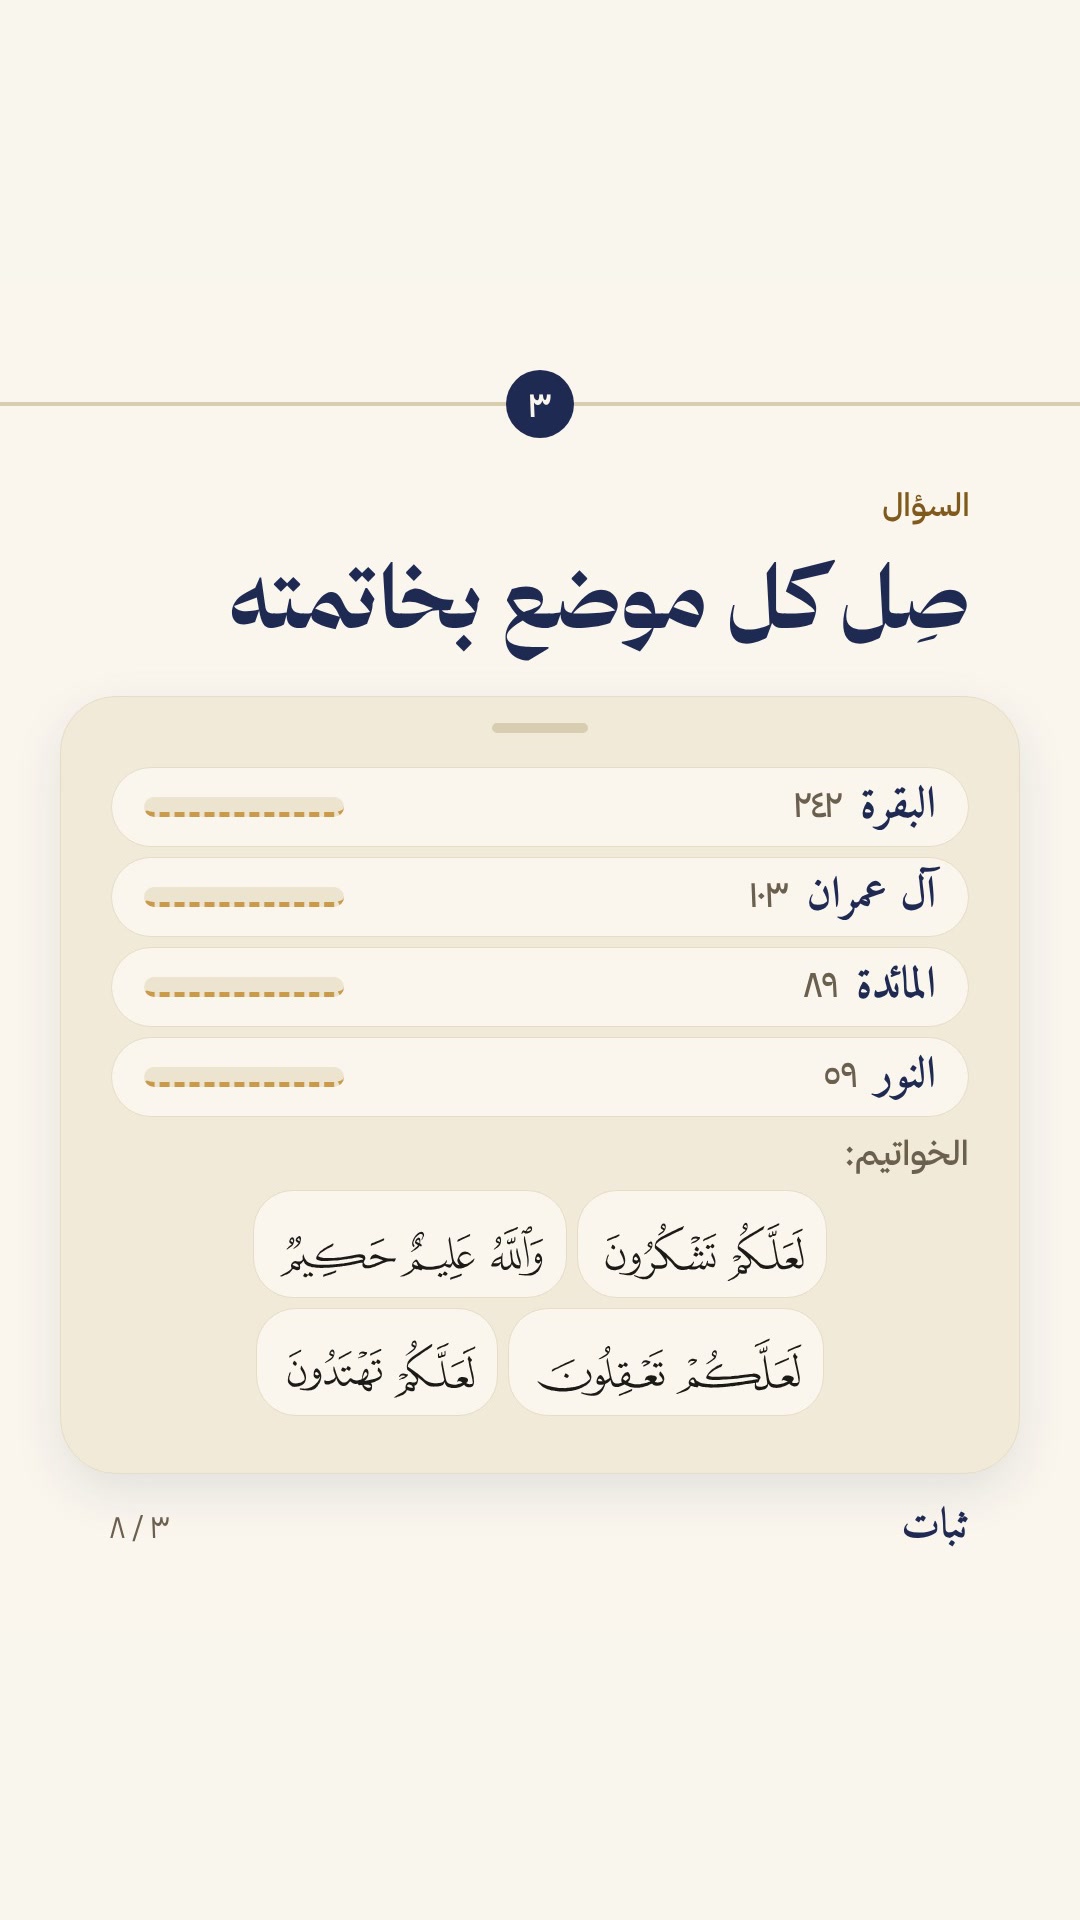 ٣
السؤال
صِل كل موضع بخاتمته
البقرة ٢٤٢
آل عمران ١٠٣
المائدة ٨٩
النور ٥٩
الخواتيم:
لَعَلَّكُمْ تَشْكُرُونَ وَٱللَّهُ عَلِيمٌ حَكِيمٌ
لَعَلَّكُمْ تَعْقِلُونَ لَعَلَّكُمْ تَهْتَدُونَ
ثبات ٣ / ٨